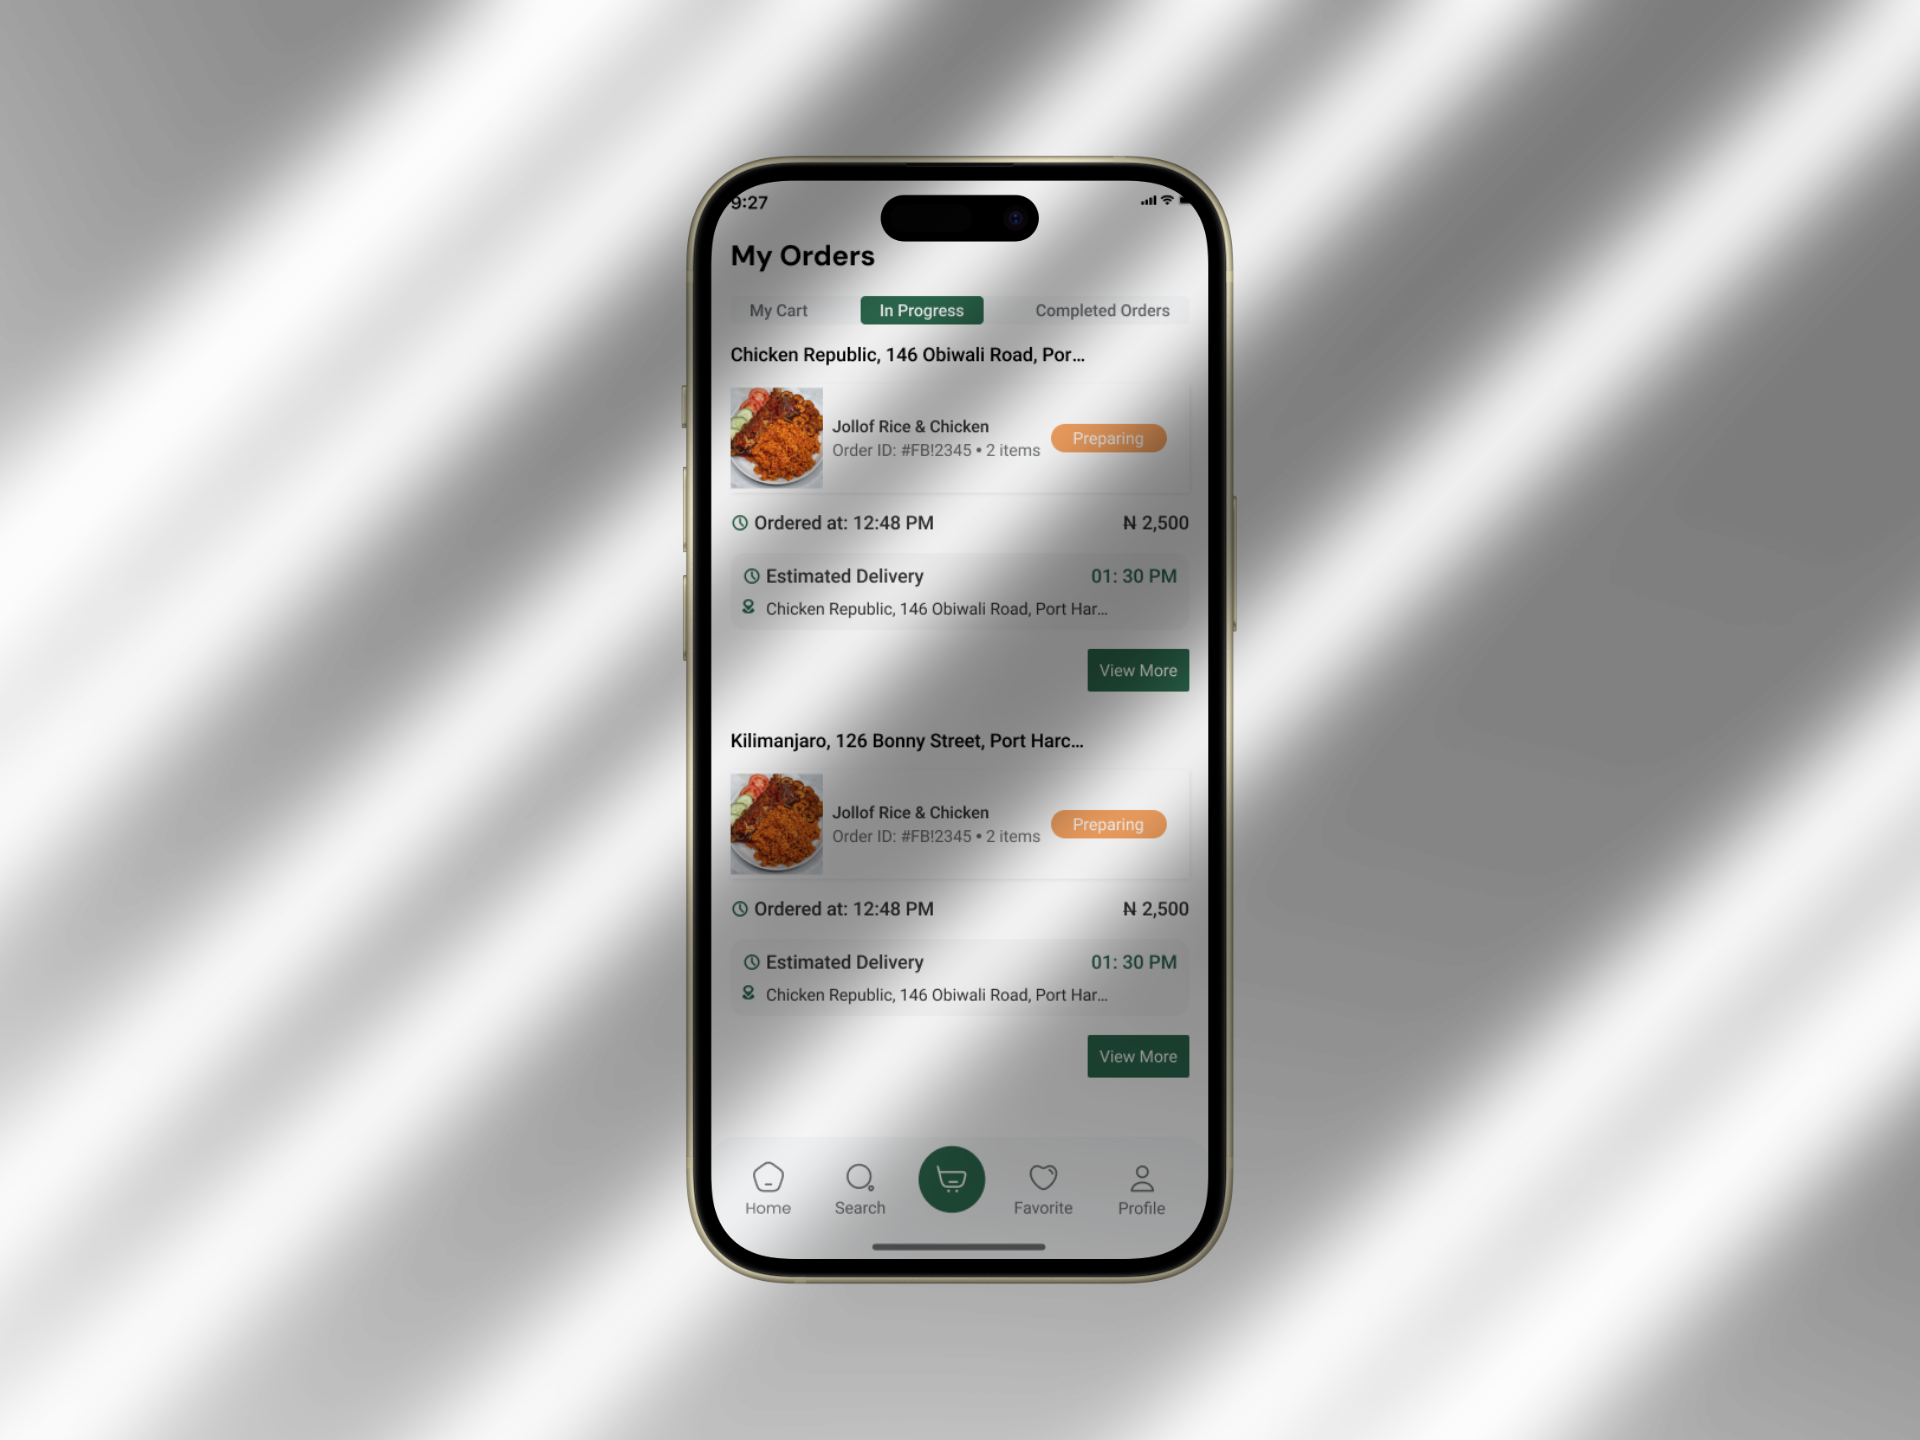 9:27
My Orders
My Cart In Progress Completed Orders
Chicken Republic, 146 Obiwali Road, Por...
Jollof Rice & Chicken
Order ID: #FB!2345 • 2 items
Preparing
Ordered at: 12:48 PM ₦ 2,500
Estimated Delivery 01: 30 PM
Chicken Republic, 146 Obiwali Road, Port Har...
View More
Kilimanjaro, 126 Bonny Street, Port Harc...
Jollof Rice & Chicken
Order ID: #FB!2345 • 2 items
Preparing
Ordered at: 12:48 PM ₦ 2,500
Estimated Delivery 01: 30 PM
Chicken Republic, 146 Obiwali Road, Port Har...
View More
Home Search Favorite Profile